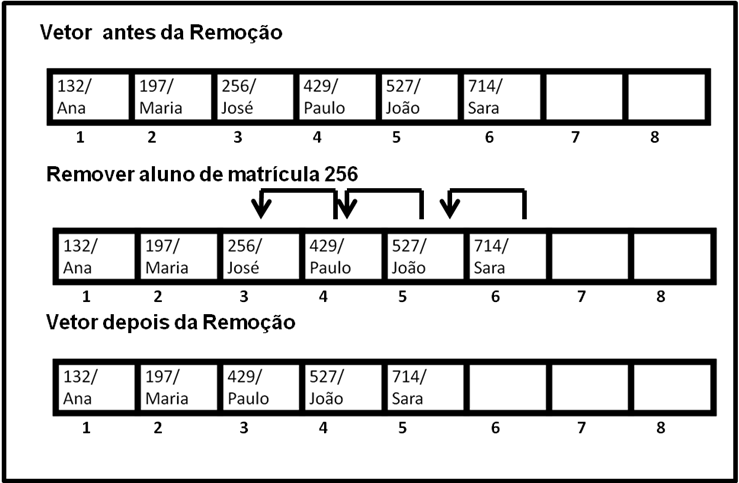 Vetor antes da Remoção
132/ 197/ 256/ 429/ 527/ 714/
Ana Maria José Paulo João Sara
1 2 3 4 5 6 7 8
Remover aluno de matrícula 256
132/ 197/ 256/ 429/ 527/ 714/
Ana Maria José Paulo João Sara
1 2 3 4 5 6 7 8
Vetor depois da Remoção
132/ 197/ 429/ 527/ 714/
Ana Maria Paulo João Sara
1 2 3 4 5 6 7 8